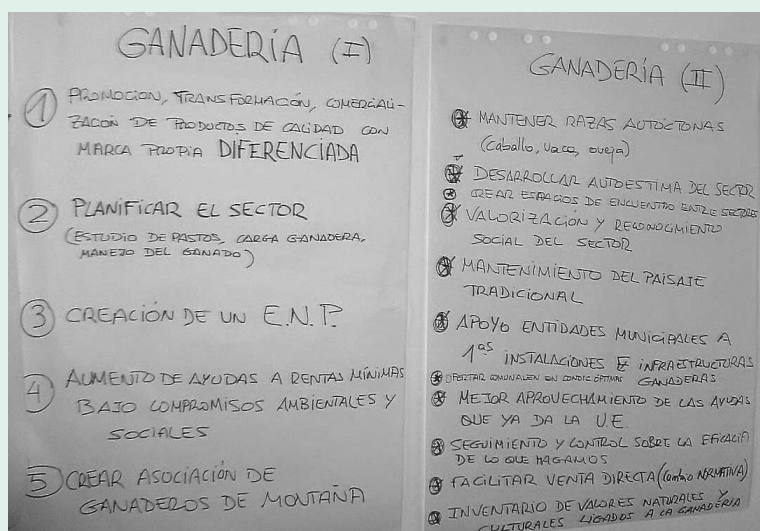 GANADERÍA (I)
① PROMOCION, TRANSFORMACIÓN, COMERCIALI-
ZACIÓN DE PRODUCTOS DE CALIDAD CON
MARCA PROPIA DIFERENCIADA
② PLANIFICAR EL SECTOR
(ESTUDIO DE PASTOS, CARGA GANADERA,
MANEJO DEL GANADO)
③ CREACIÓN DE UN E.N.P.
④ AUMENTO DE AYUDAS A RENTAS MÍNIMAS
BAJO COMPROMISOS AMBIENTALES Y
SOCIALES
⑤ CREAR ASOCIACIÓN DE
GANADEROS DE MONTAÑA
GANADERÍA (II)
MANTENER RAZAS AUTÓCTONAS
(Caballo, vaca, oveja)
DESARROLLAR AUTOESTIMA DEL SECTOR
CREAR ESPACIOS DE ENCUENTRO ENTRE SECTORES
VALORIZACIÓN Y RECONOCIMIENTO
SOCIAL DEL SECTOR
MANTENIMIENTO DEL PAISAJE
TRADICIONAL
APOYO ENTIDADES MUNICIPALES A
1ªs INSTALACIONES E INFRAESTRUCTURAS
GANADERAS
OFERTAR COMUNALES EN CONDIC. ÓPTIMAS
MEJOR APROVECHAMIENTO DE LAS AYUDAS
QUE YA DA LA U.E.
SEGUIMIENTO Y CONTROL SOBRE LA EFICACIA
DE LO QUE HAGAMOS
FACILITAR VENTA DIRECTA (Cambio NORMATIVA)
INVENTARIO DE VALORES NATURALES Y
CULTURALES LIGADOS A LA GANADERÍA